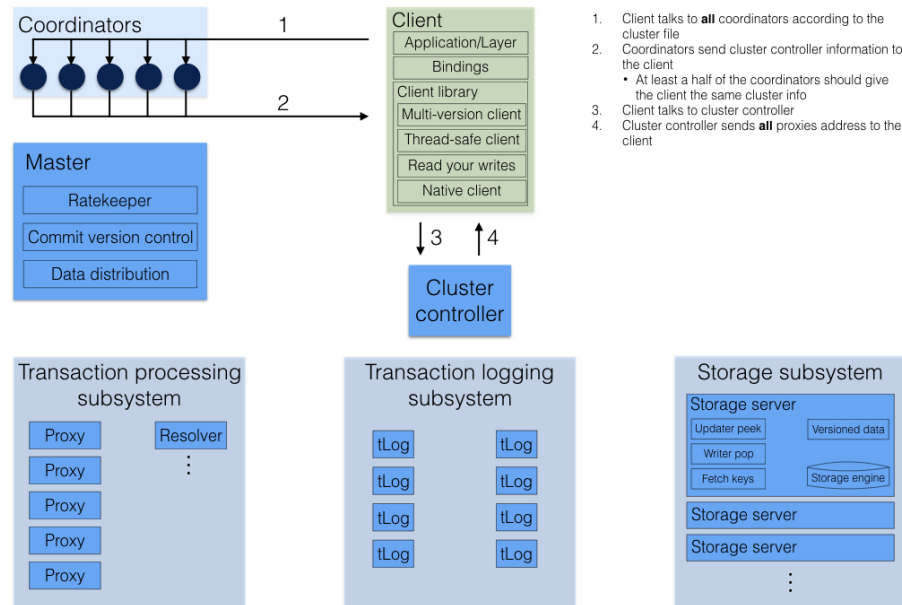 Coordinators
1
2
Client
Application/Layer
Bindings
Client library
Multi-version client
Thread-safe client
Read your writes
Native client
1. Client talks to all coordinators according to the
cluster file
2. Coordinators send cluster controller information to
the client
• At least a half of the coordinators should give
the client the same cluster info
3. Client talks to cluster controller
4. Cluster controller sends all proxies address to the
client
Master
Ratekeeper
Commit version control
Data distribution
3
4
Cluster
controller
Transaction processing
subsystem
Proxy
Resolver
Proxy
Proxy
Proxy
Proxy
Transaction logging
subsystem
tLog
tLog
tLog
tLog
tLog
tLog
tLog
tLog
Storage subsystem
Storage server
Updater peek
Versioned data
Writer pop
Fetch keys
Storage engine
Storage server
Storage server